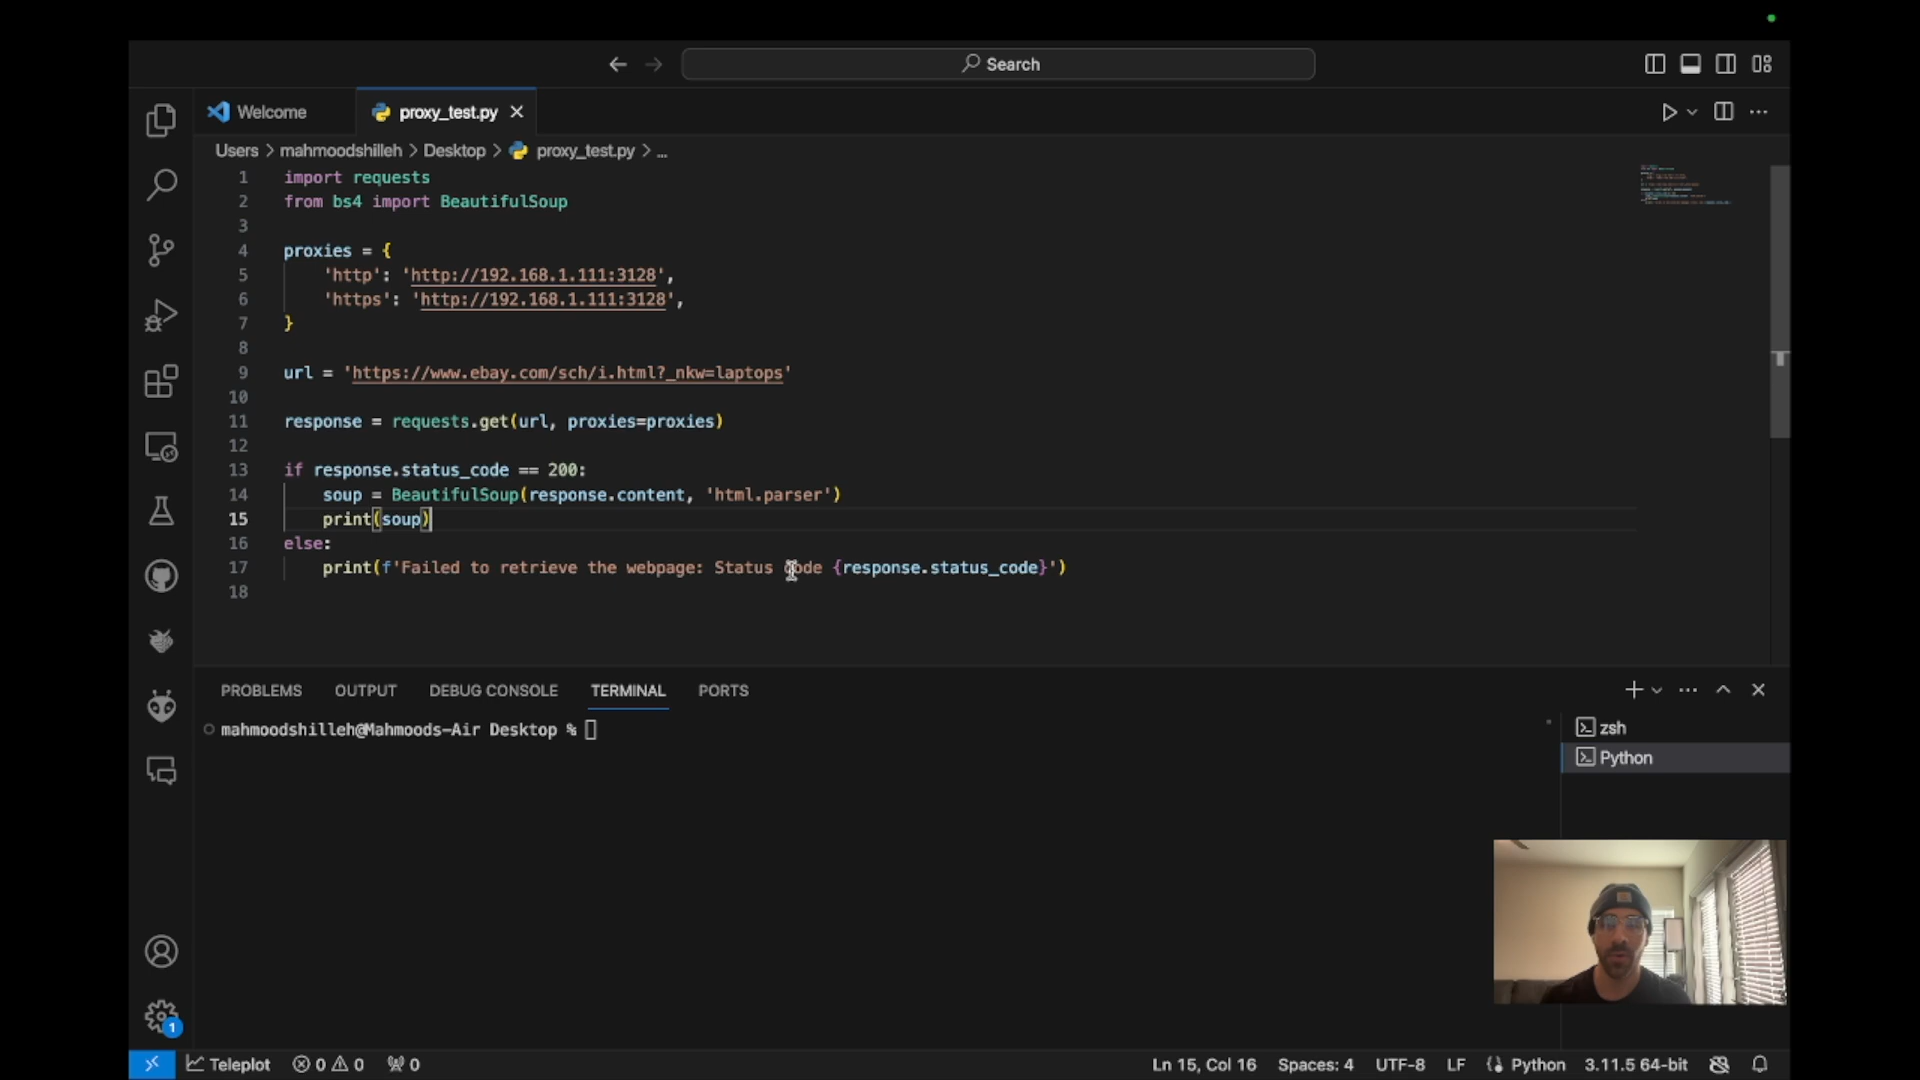 Search
Welcome
proxy_test.py
Users > mahmoodshilleh > Desktop > proxy_test.py > ...
1 import requests
2 from bs4 import BeautifulSoup
3
4 proxies = {
5 'http': 'http://192.168.1.111:3128',
6 'https': 'http://192.168.1.111:3128',
7 }
8
9 url = 'https://www.ebay.com/sch/i.html?_nkw=laptops'
10
11 response = requests.get(url, proxies=proxies)
12
13 if response.status_code == 200:
14 soup = BeautifulSoup(response.content, 'html.parser')
15 print(soup)
16 else:
17 print(f'Failed to retrieve the webpage: Status code {response.status_code}')
18
PROBLEMS OUTPUT DEBUG CONSOLE TERMINAL PORTS
mahmoodshilleh@Mahmoods-Air Desktop %
zsh
Python
1
Teleplot 0 0 0 Ln 15, Col 16 Spaces: 4 UTF-8 LF Python 3.11.5 64-bit